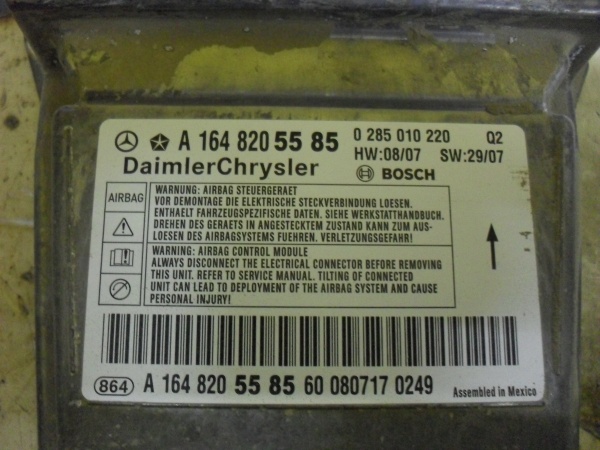 A 164 820 55 85 0 285 010 220 Q2
DaimlerChrysler HW:08/07 SW:29/07
BOSCH
AIRBAG
WARNUNG: AIRBAG STEUERGERAET
VOR DEMONTAGE DIE ELEKTRISCHE STECKVERBINDUNG LOESEN.
ENTHAELT FAHRZEUGSPEZIFISCHE DATEN. SIEHE WERKSTATTHANDBUCH.
DREHEN DES GERAETS IN ANGESTECKTEM ZUSTAND KANN ZUM AUS-
LOESEN DES AIRBAGSYSTEMS FUEHREN. VERLETZUNGSGEFAHR!
WARNING: AIRBAG CONTROL MODULE
ALWAYS DISCONNECT THE ELECTRICAL CONNECTOR BEFORE REMOVING
THIS UNIT. REFER TO SERVICE MANUAL. TILTING OF CONNECTED
UNIT CAN LEAD TO DEPLOYMENT OF THE AIRBAG SYSTEM AND CAUSE
PERSONAL INJURY!
864 A 164 820 55 85 60 080717 0249 Assembled in Mexico